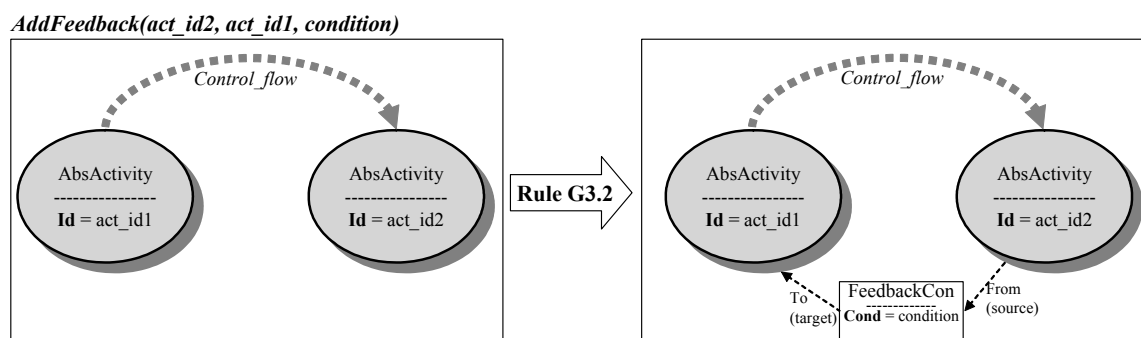 AddFeedback(act_id2, act_id1, condition)
Control_flow
AbsActivity
-----------------
Id = act_id1
AbsActivity
-----------------
Id = act_id2
Rule G3.2
Control_flow
AbsActivity
-----------------
Id = act_id1
AbsActivity
-----------------
Id = act_id2
To
(target)
FeedbackCon
-------------
Cond = condition
From
(source)